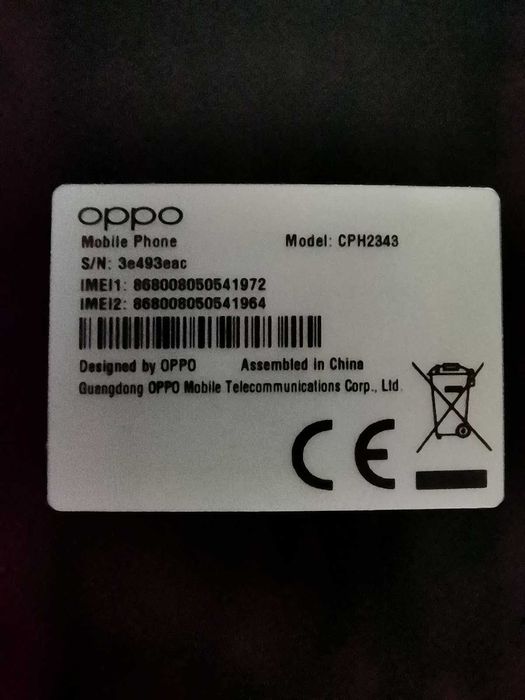 oppo
Mobile Phone Model: CPH2343
S/N: 3e493eac
IMEI1: 868008050541972
IMEI2: 868008050541964
Designed by OPPO Assembled in China
Guangdong OPPO Mobile Telecommunications Corp., Ltd.
CE